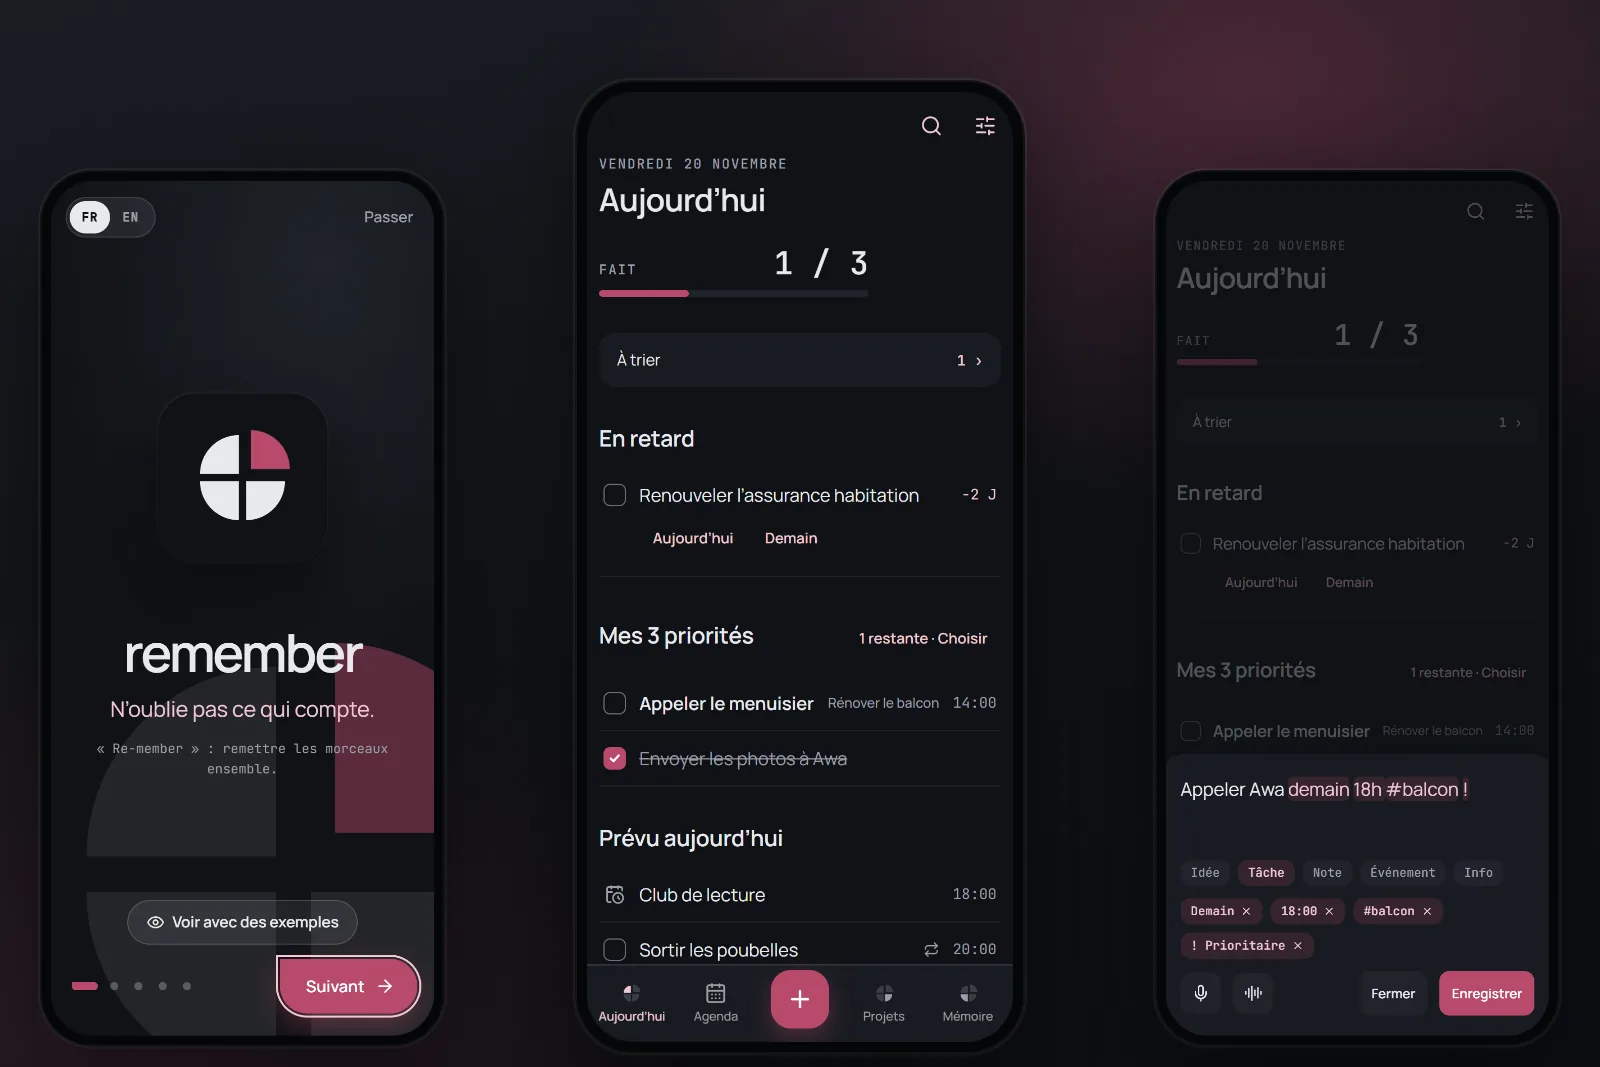 FR EN Passer
remember
N’oublie pas ce qui compte.
« Re-member » : remettre les morceaux
ensemble.
Voir avec des exemples
Suivant
VENDREDI 20 NOVEMBRE
Aujourd’hui
FAIT 1 / 3
À trier 1 ›
En retard
Renouveler l’assurance habitation -2 J
Aujourd’hui Demain
Mes 3 priorités 1 restante · Choisir
Appeler le menuisier Rénover le balcon 14:00
Envoyer les photos à Awa
Prévu aujourd’hui
Club de lecture 18:00
Sortir les poubelles 20:00
Aujourd’hui Agenda Projets Mémoire
VENDREDI 20 NOVEMBRE
Aujourd’hui
FAIT 1 / 3
À trier 1 ›
En retard
Renouveler l’assurance habitation -2 J
Aujourd’hui Demain
Mes 3 priorités 1 restante · Choisir
Appeler le menuisier Rénover le balcon 14:00
Appeler Awa demain 18h #balcon !
Idée Tâche Note Événement Info
Demain × 18:00 × #balcon ×
! Prioritaire ×
Fermer Enregistrer